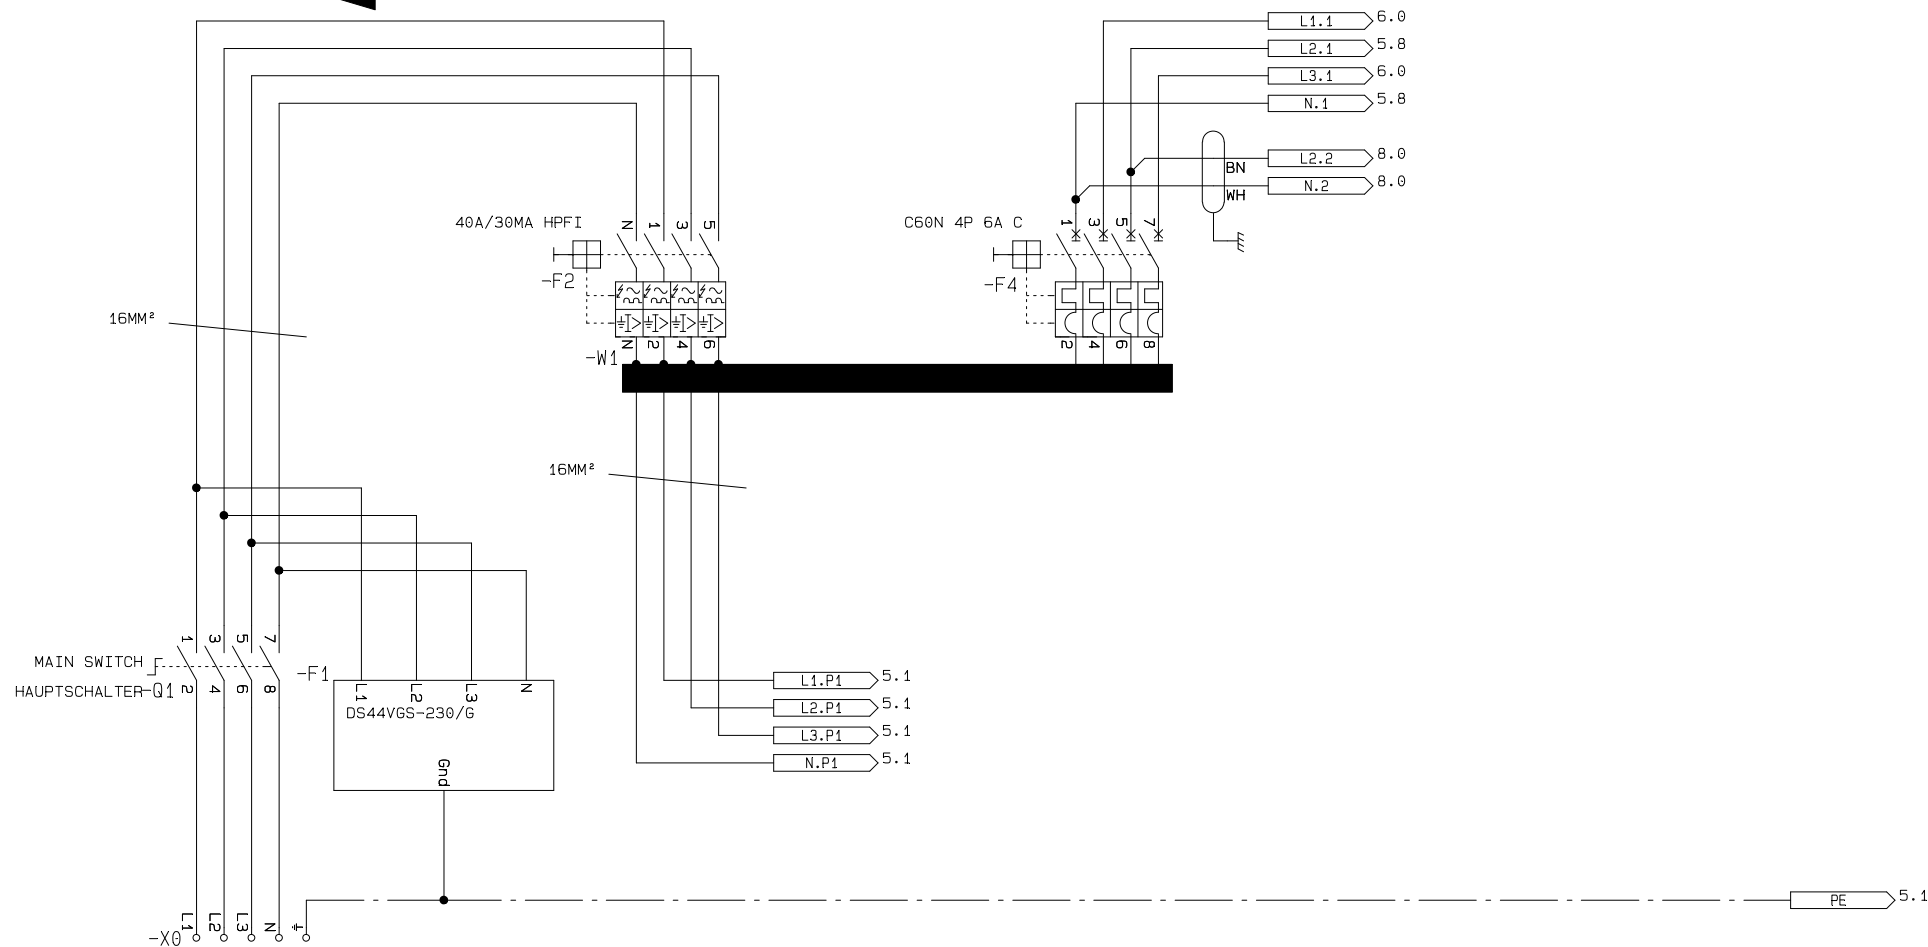 L1.1 6.0
L2.1 5.8
L3.1 6.0
N.1 5.8
L2.2 8.0
BN
N.2 8.0
WH
40A/30MA HPFI
N 1 3 5
C60N 4P 6A C
1 3 5 7
-F2
-F4
16MM²
N 2 4 6
2 4 6 8
-W1
16MM²
1 3 5 7
MAIN SWITCH
HAUPTSCHALTER-Q1
2 4 6 8
-F1
L1 L2 L3 N
DS44VGS-230/G
Gnd
L1.P1 5.1
L2.P1 5.1
L3.P1 5.1
N.P1 5.1
PE 5.1
-X0
L1 L2 L3 N